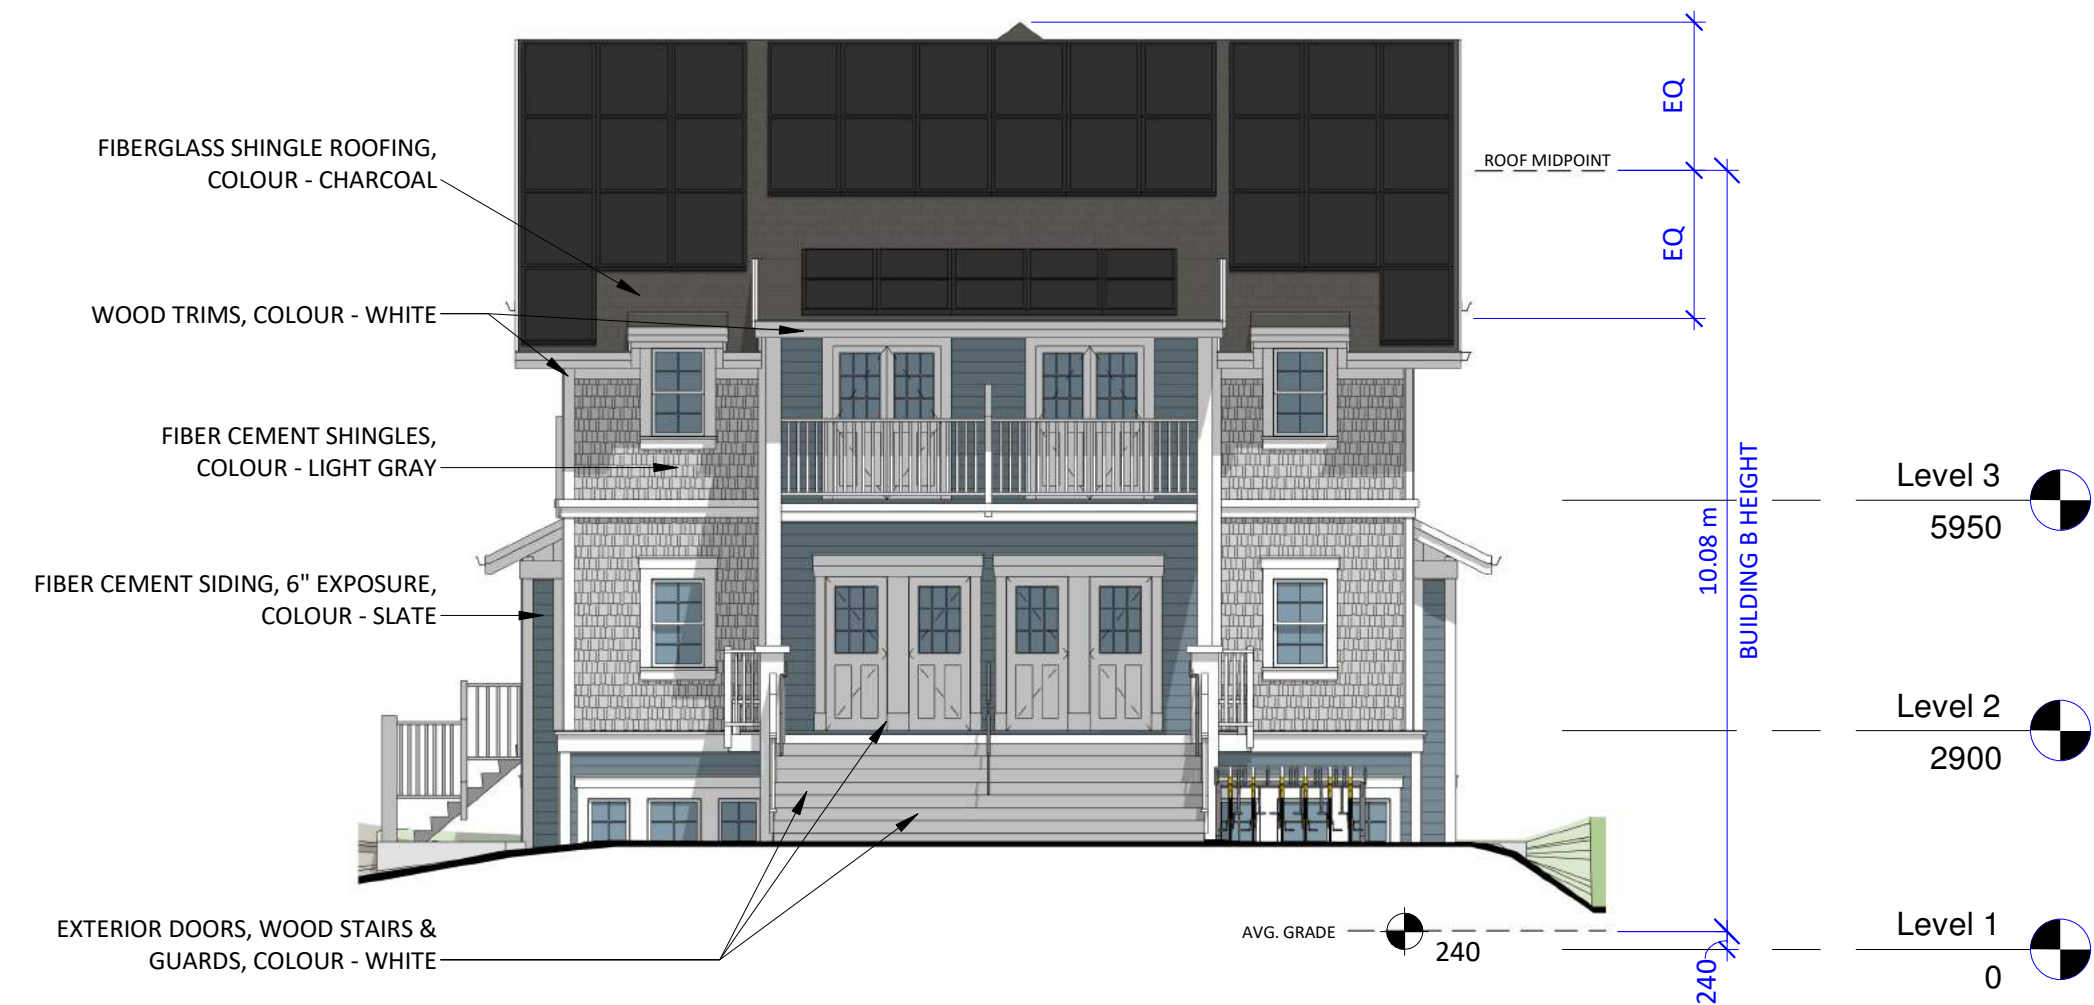 EQ
ROOF MIDPOINT
EQ
FIBERGLASS SHINGLE ROOFING,
COLOUR - CHARCOAL
WOOD TRIMS, COLOUR - WHITE
FIBER CEMENT SHINGLES,
COLOUR - LIGHT GRAY
FIBER CEMENT SIDING, 6" EXPOSURE,
COLOUR - SLATE
EXTERIOR DOORS, WOOD STAIRS &
GUARDS, COLOUR - WHITE
10.08 m
BUILDING B HEIGHT
Level 3
5950
Level 2
2900
Level 1
0
AVG. GRADE
240
240